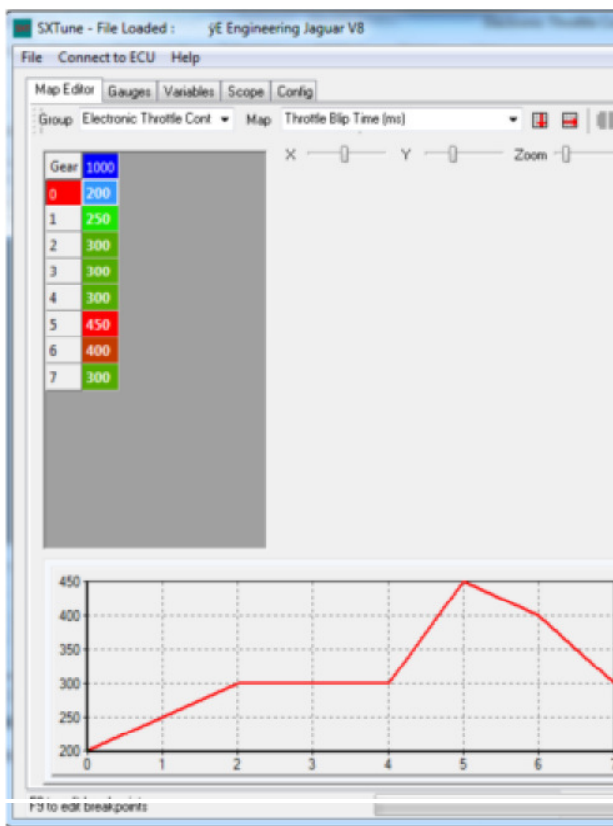 SXTune - File Loaded : ÿE Engineering Jaguar V8
File Connect to ECU Help
Map Editor Gauges Variables Scope Config
Group Electronic Throttle Cont Map Throttle Blip Time (ms)
X Y Zoom
Gear 1000
0 200
1 250
2 300
3 300
4 300
5 450
6 400
7 300
450
400
350
300
250
200
0 1 2 3 4 5 6 7
F9 to edit breakpoints